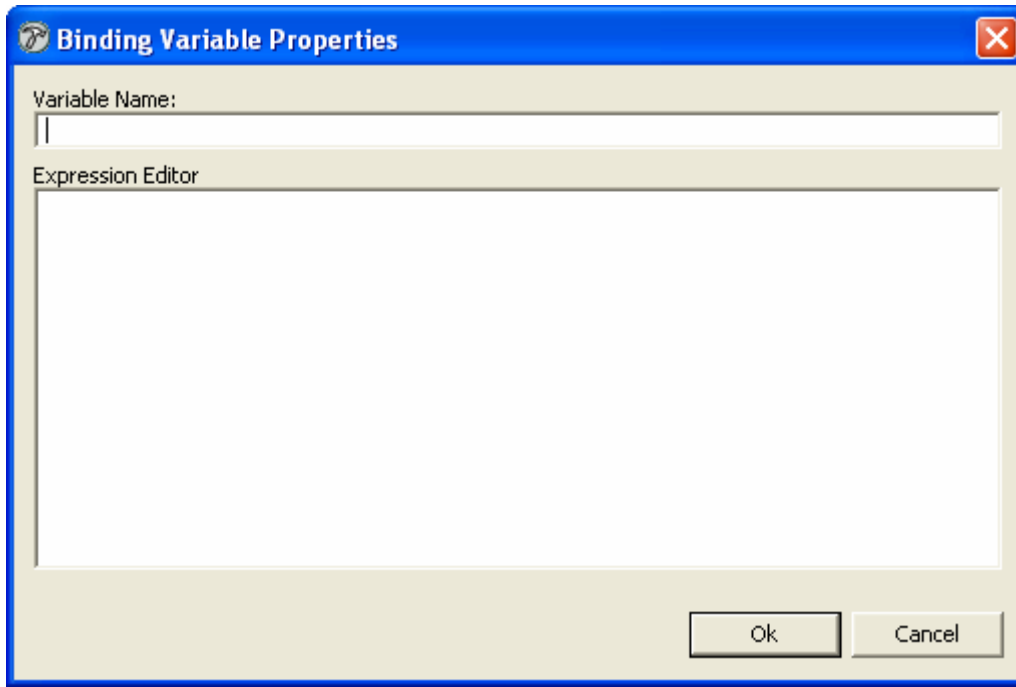 Binding Variable Properties
Variable Name:
Expression Editor
Ok
Cancel